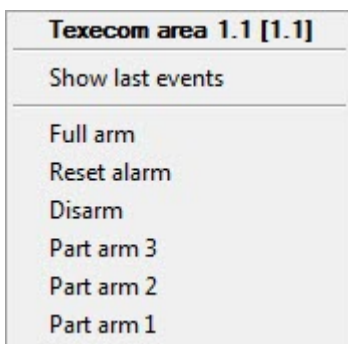 Texecom area 1.1 [1.1]
Show last events
Full arm
Reset alarm
Disarm
Part arm 3
Part arm 2
Part arm 1